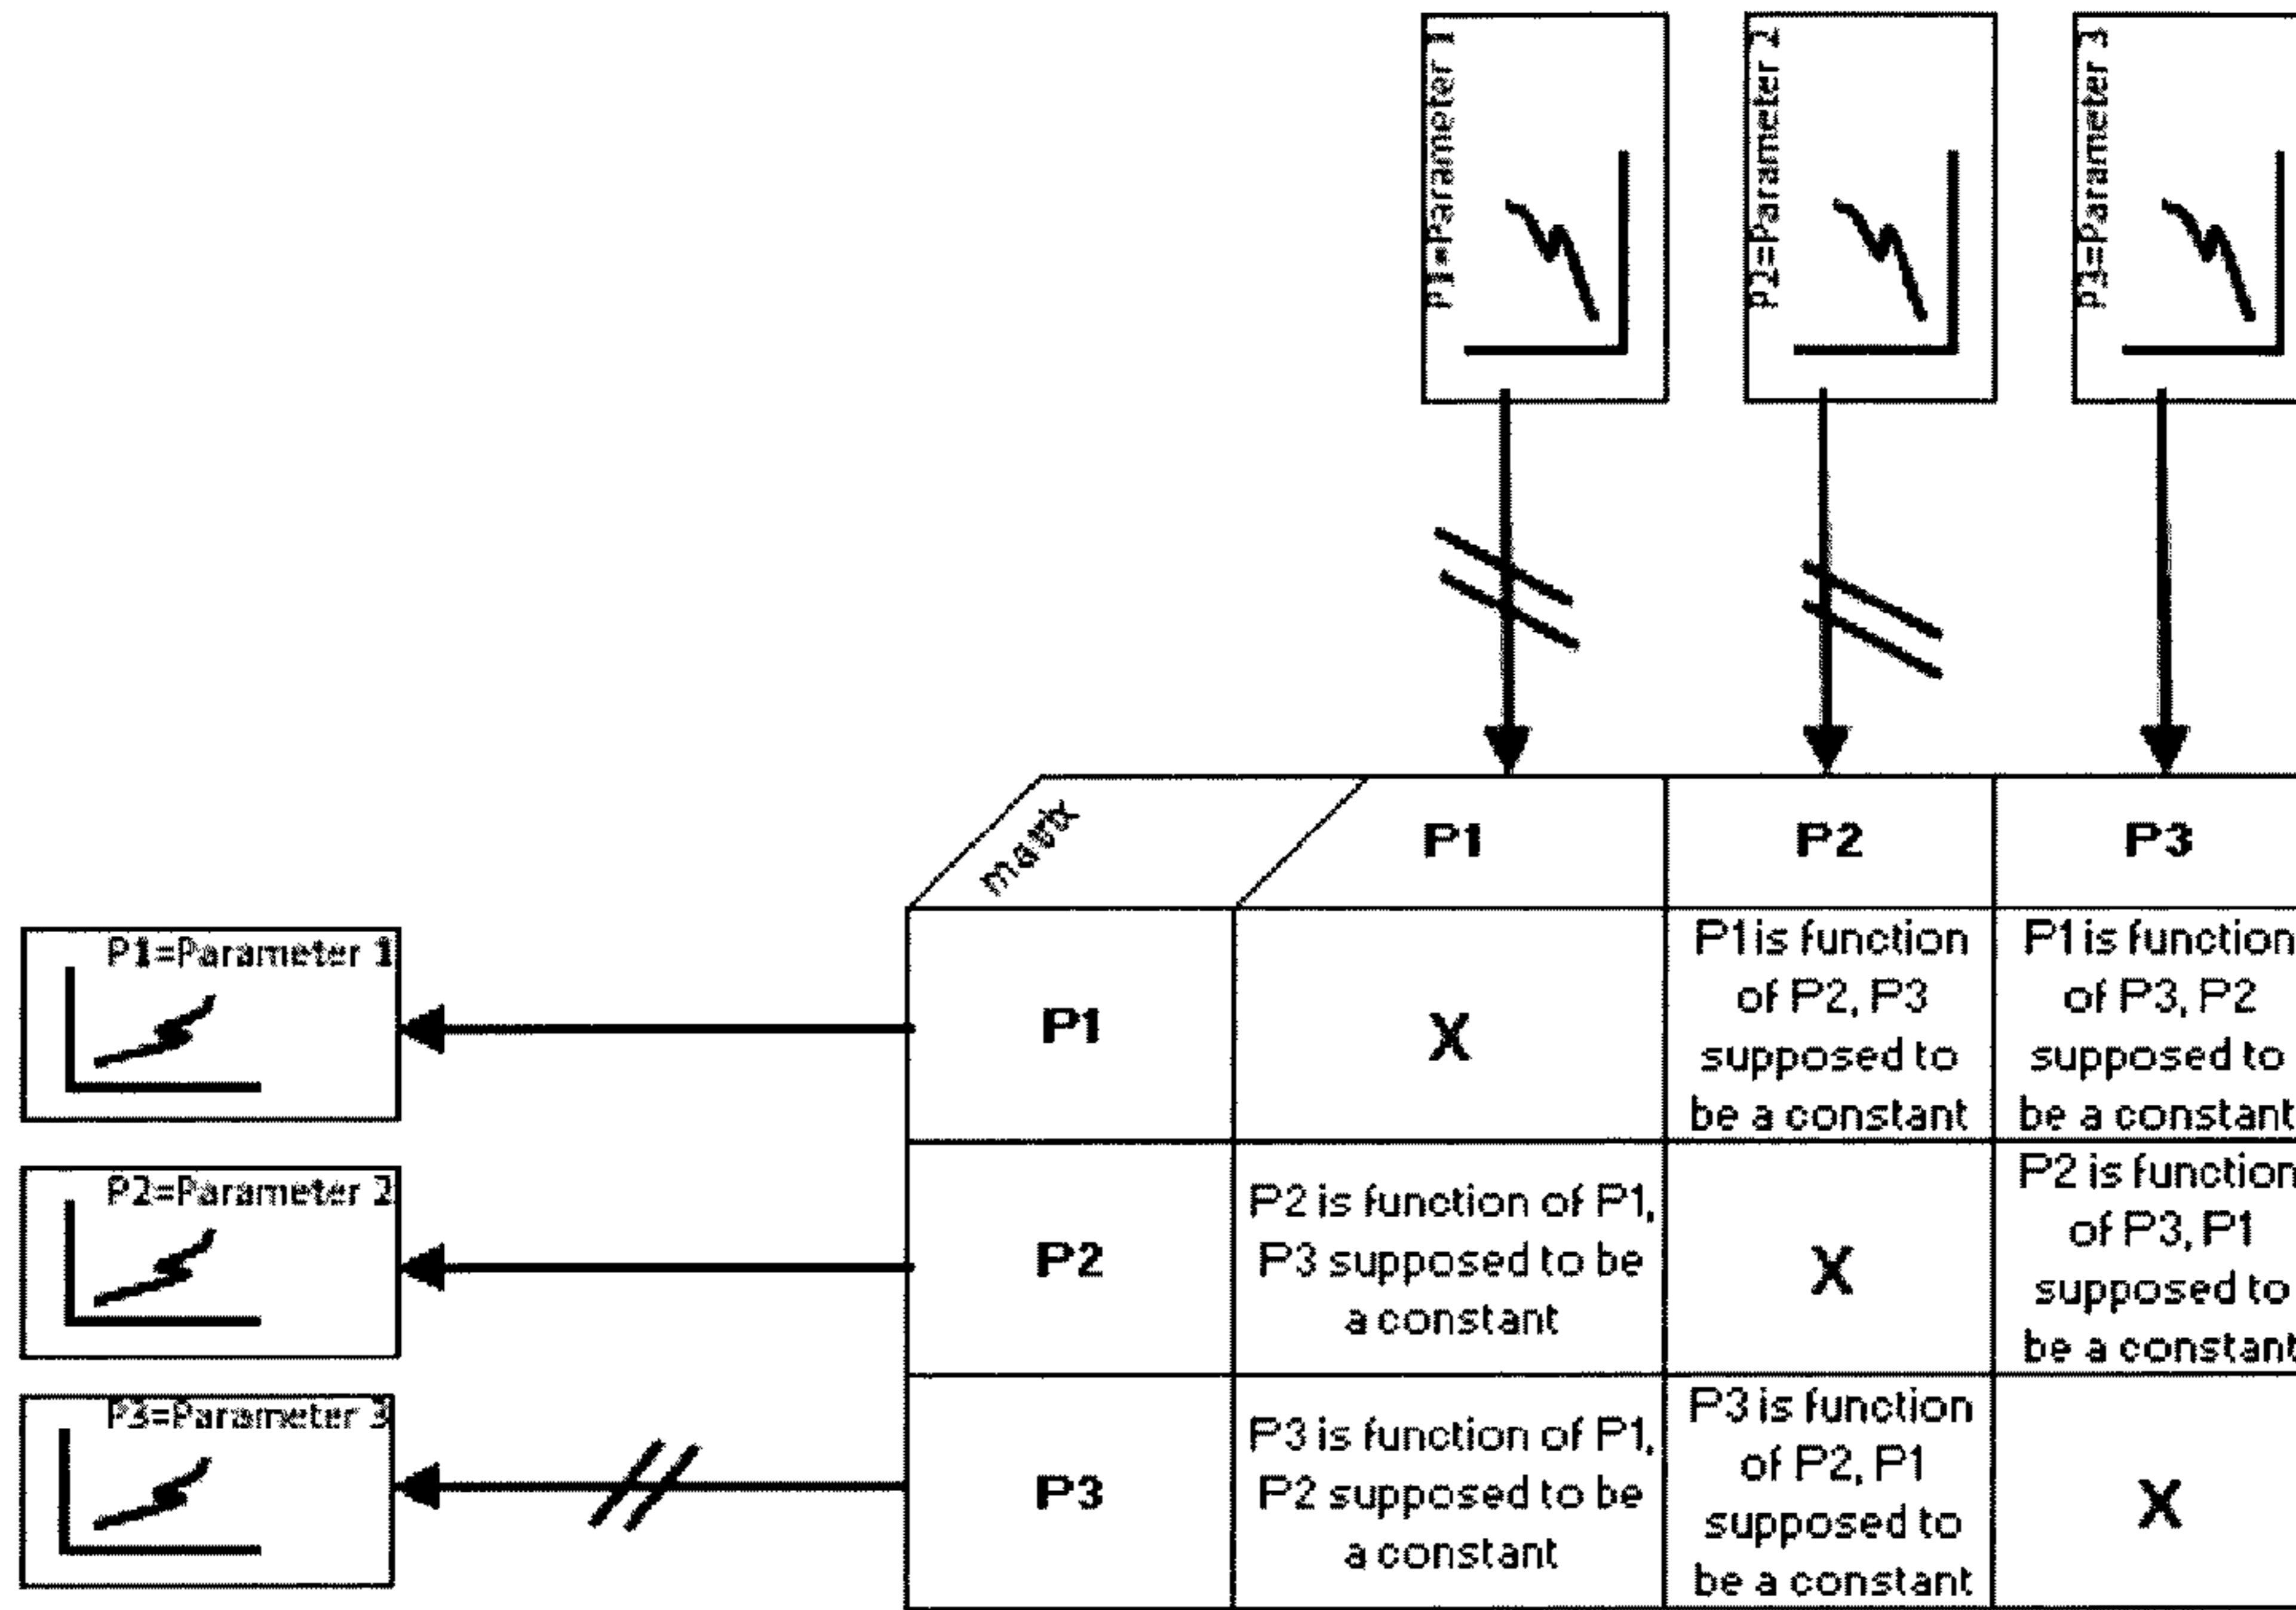 P1=Parameter 1
P2=Parameter 2
P3=Parameter 3
matrix
P1
P2
P3
P1=Parameter 1
P1
X
P1 is function
of P2, P3
supposed to
be a constant
P1 is function
of P3, P2
supposed to
be a constant
P2=Parameter 2
P2
P2 is function of P1,
P3 supposed to be
a constant
X
P2 is function
of P3, P1
supposed to
be a constant
P3=Parameter 3
P3
P3 is function of P1,
P2 supposed to be
a constant
P3 is function
of P2, P1
supposed to
be a constant
X